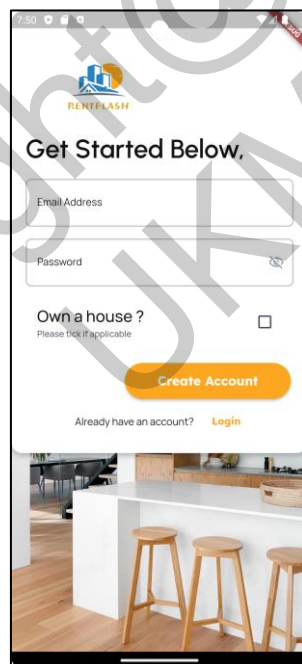 7:50
RENTFLASH
Get Started Below,
Email Address
Password
Own a house ?
Please tick if applicable
Create Account
Already have an account? Login